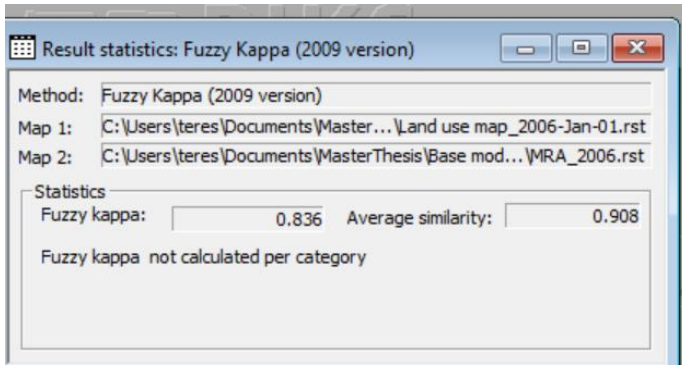 Result statistics: Fuzzy Kappa (2009 version)
Method: Fuzzy Kappa (2009 version)
Map 1: C:\Users\teres\Documents\Master...\Land use map_2006-Jan-01.rst
Map 2: C:\Users\teres\Documents\MasterThesis\Base mod...\MRA_2006.rst
Statistics
Fuzzy kappa: 0.836 Average similarity: 0.908
Fuzzy kappa not calculated per category